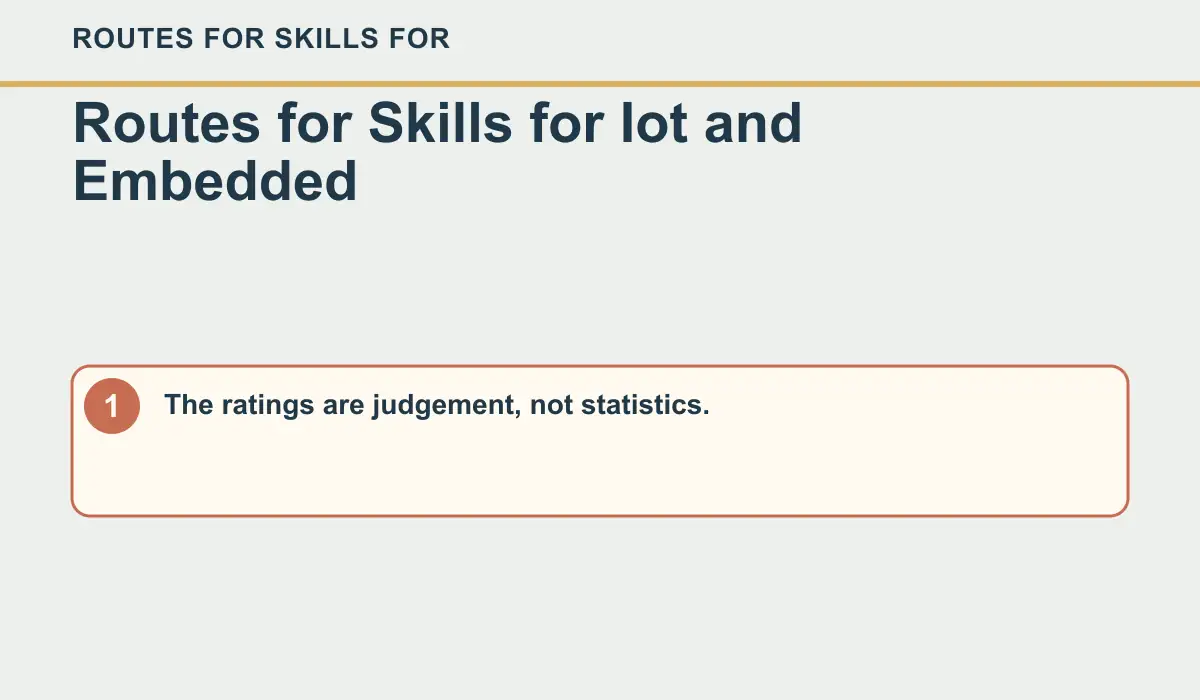 ROUTES FOR SKILLS FOR
Routes for Skills for Iot and
Embedded
1 The ratings are judgement, not statistics.